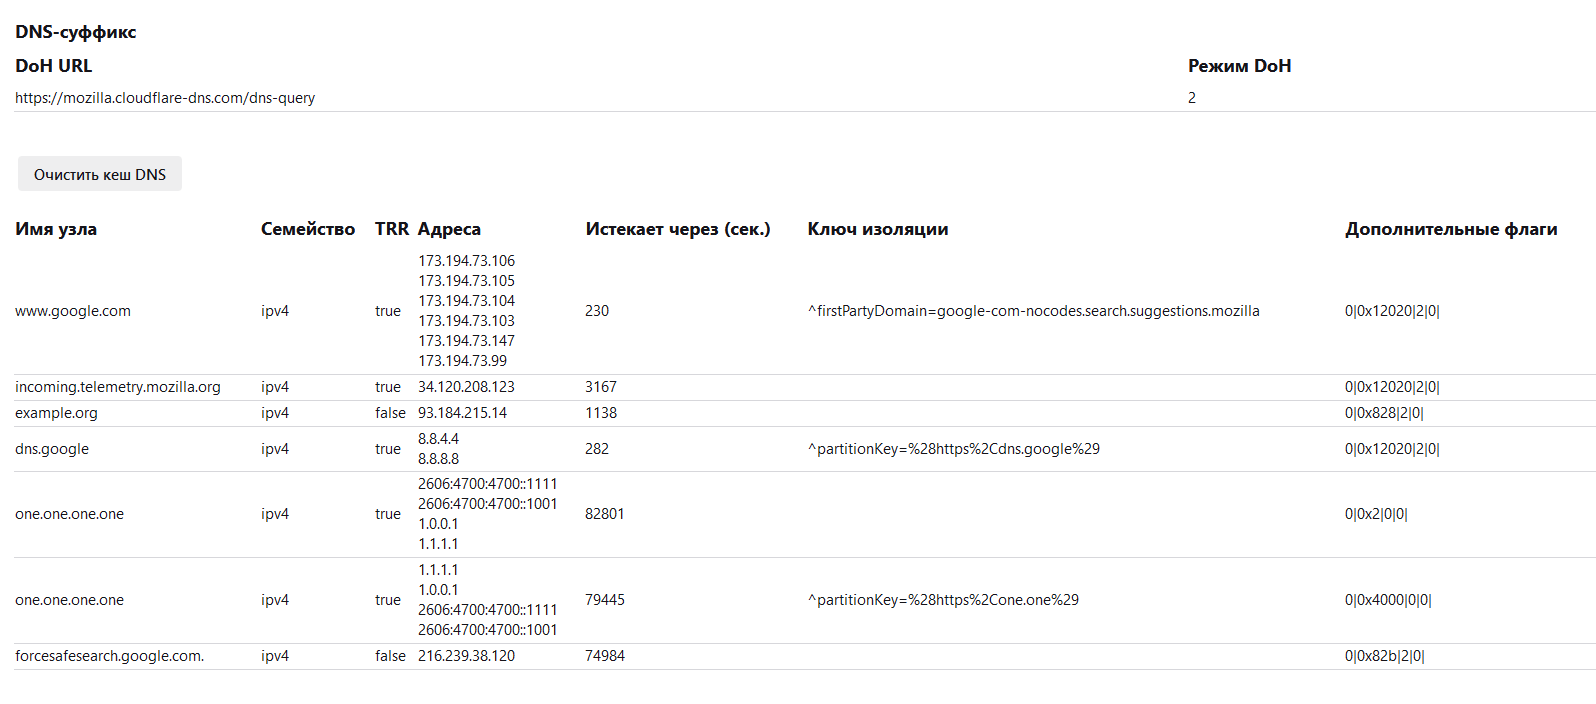 DNS-суффикс
DoH URL Режим DoH
https://mozilla.cloudflare-dns.com/dns-query 2
Очистить кеш DNS
Имя узла Семейство TRR Адреса Истекает через (сек.) Ключ изоляции Дополнительные флаги
173.194.73.106
173.194.73.105
173.194.73.104
www.google.com ipv4 true 230 ^firstPartyDomain=google-com-nocodes.search.suggestions.mozilla 0|0x12020|2|0|
173.194.73.103
173.194.73.147
173.194.73.99
incoming.telemetry.mozilla.org ipv4 true 34.120.208.123 3167 0|0x12020|2|0|
example.org ipv4 false 93.184.215.14 1138 0|0x828|2|0|
8.8.4.4
dns.google ipv4 true 282 ^partitionKey=%28https%2Cdns.google%29 0|0x12020|2|0|
8.8.8.8
2606:4700:4700::1111
2606:4700:4700::1001
one.one.one.one ipv4 true 82801 0|0x2|0|0|
1.0.0.1
1.1.1.1
1.1.1.1
1.0.0.1
one.one.one.one ipv4 true 79445 ^partitionKey=%28https%2Cone.one%29 0|0x4000|0|0|
2606:4700:4700::1111
2606:4700:4700::1001
forcesafesearch.google.com. ipv4 false 216.239.38.120 74984 0|0x82b|2|0|